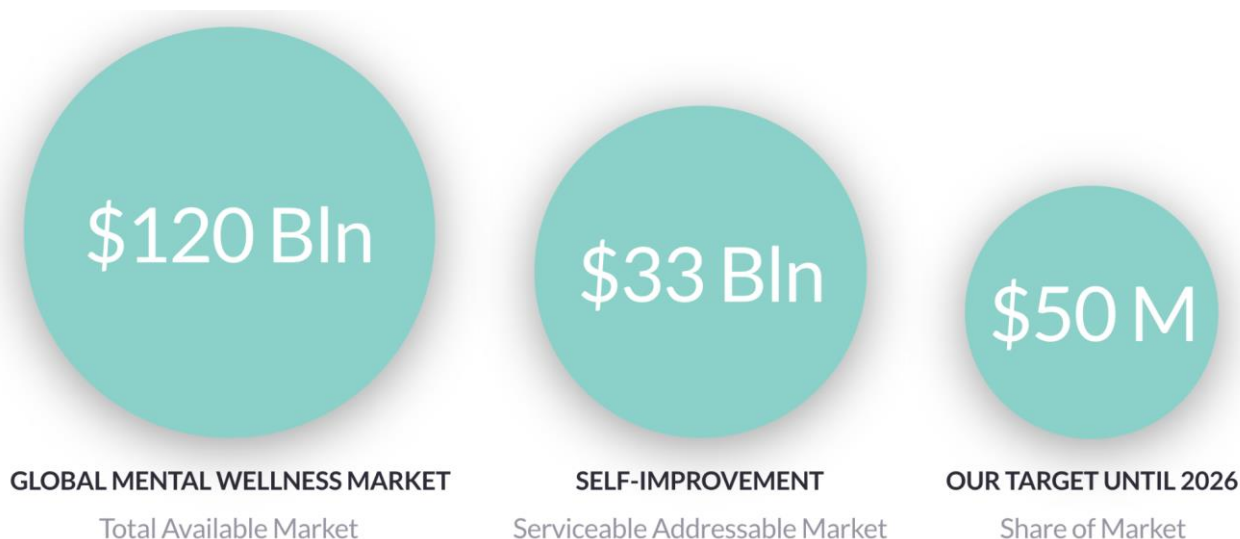 $120 Bln
$33 Bln
$50 M
GLOBAL MENTAL WELLNESS MARKET
SELF-IMPROVEMENT
OUR TARGET UNTIL 2026
Total Available Market
Serviceable Addressable Market
Share of Market